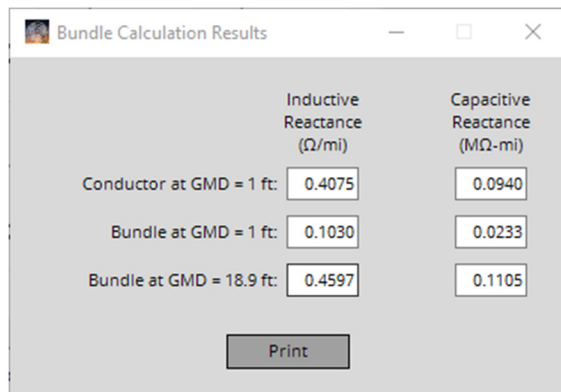 Bundle Calculation Results
Inductive Reactance (Ω/mi)
Capacitive Reactance (MΩ-mi)
Conductor at GMD = 1 ft: 0.4075 0.0940
Bundle at GMD = 1 ft: 0.1030 0.0233
Bundle at GMD = 18.9 ft: 0.4597 0.1105
Print